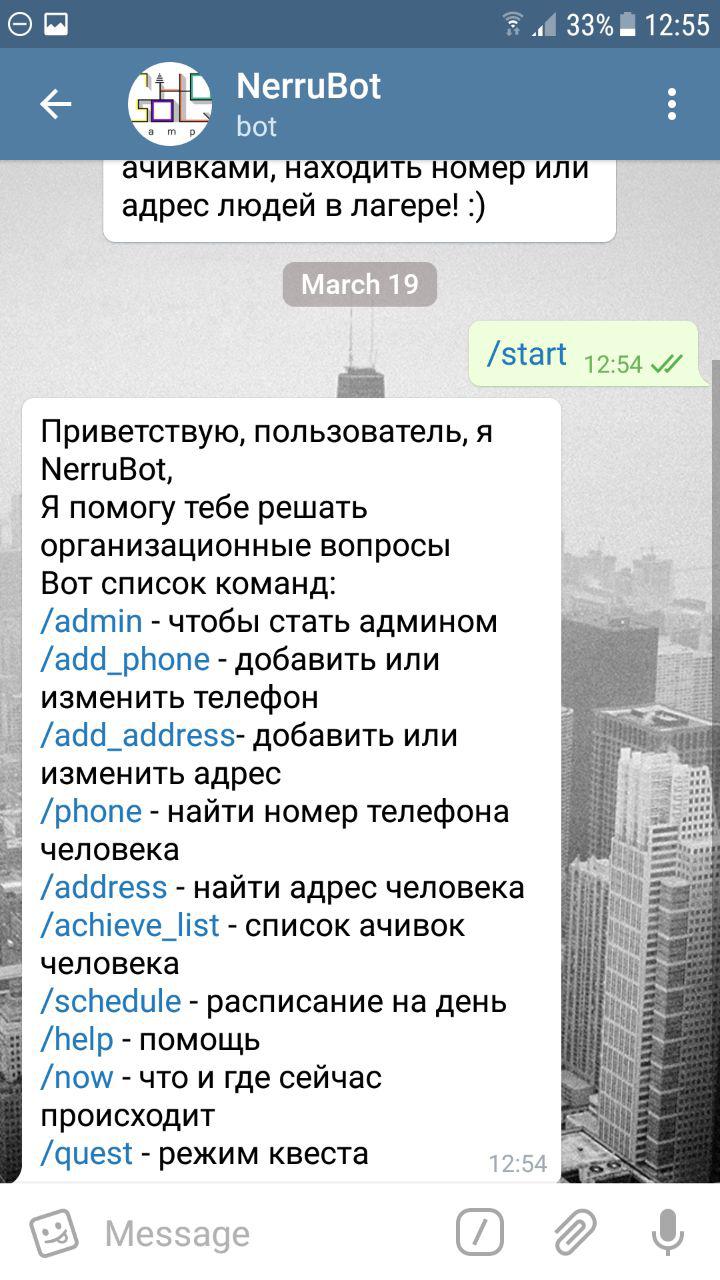 33% 12:55
NerruBot
bot
a m p
ачивками, находить номер или
адрес людей в лагере! :)
March 19
/start 12:54
Приветствую, пользователь, я
NerruBot,
Я помогу тебе решать
организационные вопросы
Вот список команд:
/admin - чтобы стать админом
/add_phone - добавить или
изменить телефон
/add_address- добавить или
изменить адрес
/phone - найти номер телефона
человека
/address - найти адрес человека
/achieve_list - список ачивок
человека
/schedule - расписание на день
/help - помощь
/now - что и где сейчас
происходит
/quest - режим квеста
12:54
Message